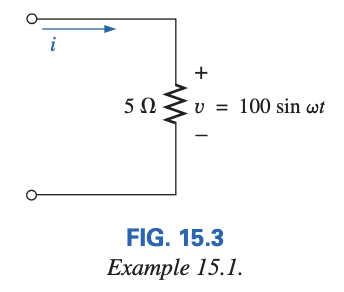 i
+
5 Ω
v = 100 sin ωt
–
FIG. 15.3
Example 15.1.